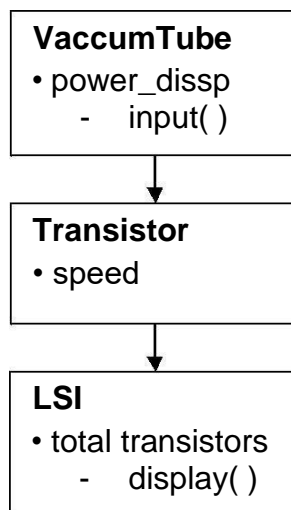 VaccumTube
• power_dissp
- input( )
Transistor
• speed
LSI
• total transistors
- display( )